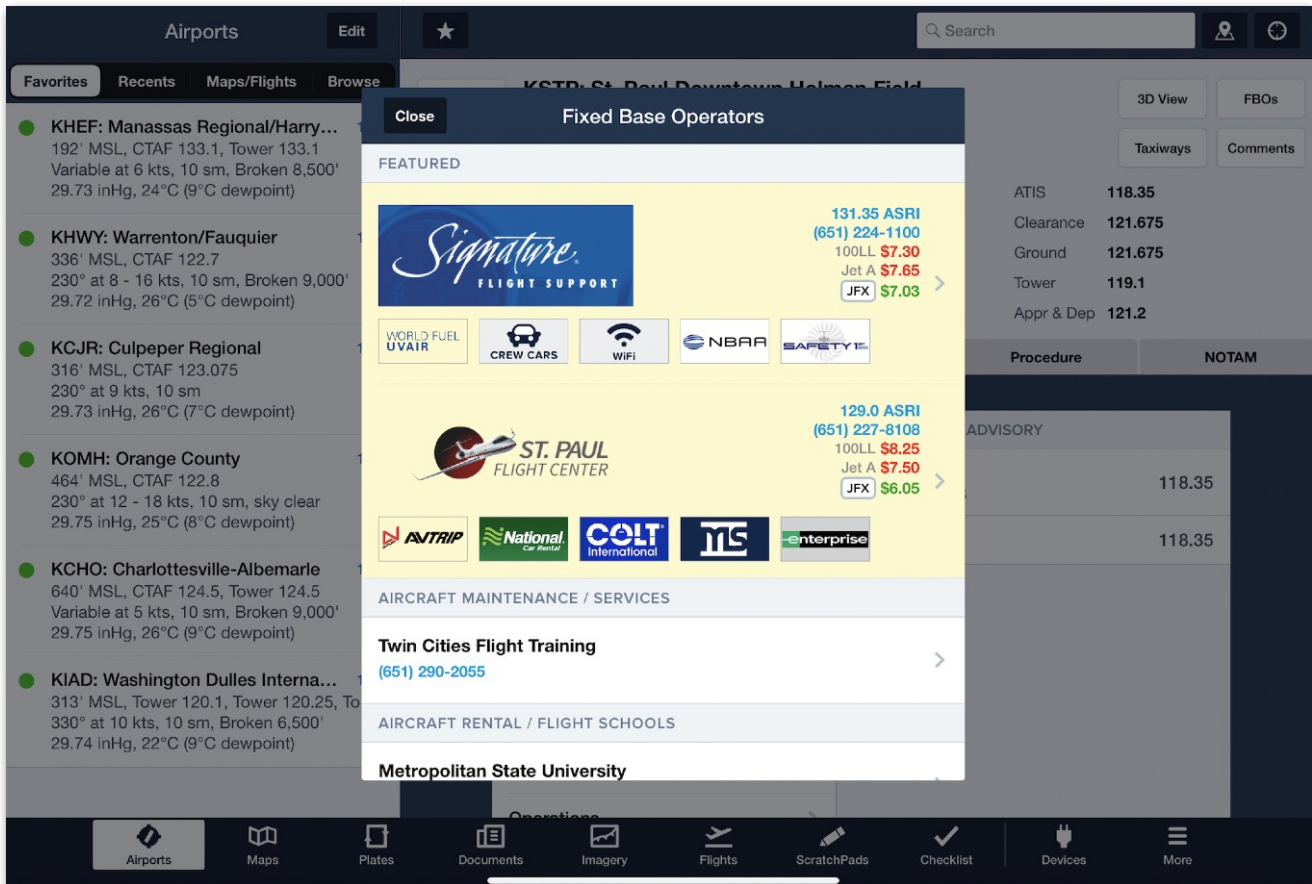 Airports
Edit
Search
Favorites
Recents
Maps/Flights
Browse
KHEF: Manassas Regional/Harry...
192' MSL, CTAF 133.1, Tower 133.1
Variable at 6 kts, 10 sm, Broken 8,500'
29.73 inHg, 24°C (9°C dewpoint)
KHWY: Warrenton/Fauquier
336' MSL, CTAF 122.7
230° at 8 - 16 kts, 10 sm, Broken 9,000'
29.72 inHg, 26°C (5°C dewpoint)
KCJR: Culpeper Regional
316' MSL, CTAF 123.075
230° at 9 kts, 10 sm
29.73 inHg, 26°C (7°C dewpoint)
KOMH: Orange County
464' MSL, CTAF 122.8
230° at 12 - 18 kts, 10 sm, sky clear
29.75 inHg, 25°C (8°C dewpoint)
KCHO: Charlottesville-Albemarle
640' MSL, CTAF 124.5, Tower 124.5
Variable at 5 kts, 10 sm, Broken 9,000'
29.75 inHg, 26°C (9°C dewpoint)
KIAD: Washington Dulles Interna...
313' MSL, Tower 120.1, Tower 120.25, To
330° at 10 kts, 10 sm, Broken 6,500'
29.74 inHg, 22°C (9°C dewpoint)
KSTP: St. Paul Downtown Holman Field
3D View
FBOs
Taxiways
Comments
ATIS 118.35
Clearance 121.675
Ground 121.675
Tower 119.1
Appr & Dep 121.2
Procedure
NOTAM
ADVISORY
118.35
118.35
Close
Fixed Base Operators
FEATURED
Signature
FLIGHT SUPPORT
131.35 ASRI
(651) 224-1100
100LL $7.30
Jet A $7.65
JFX $7.03
WORLD FUEL
UVAIR
CREW CARS
WiFi
NBAA
SAFETY 1st
ST. PAUL
FLIGHT CENTER
129.0 ASRI
(651) 227-8108
100LL $8.25
Jet A $7.50
JFX $6.05
AVTRIP
National
Car Rental
COLT
International
MS
enterprise
AIRCRAFT MAINTENANCE / SERVICES
Twin Cities Flight Training
(651) 290-2055
AIRCRAFT RENTAL / FLIGHT SCHOOLS
Metropolitan State University
Operations
Airports
Maps
Plates
Documents
Imagery
Flights
ScratchPads
Checklist
Devices
More